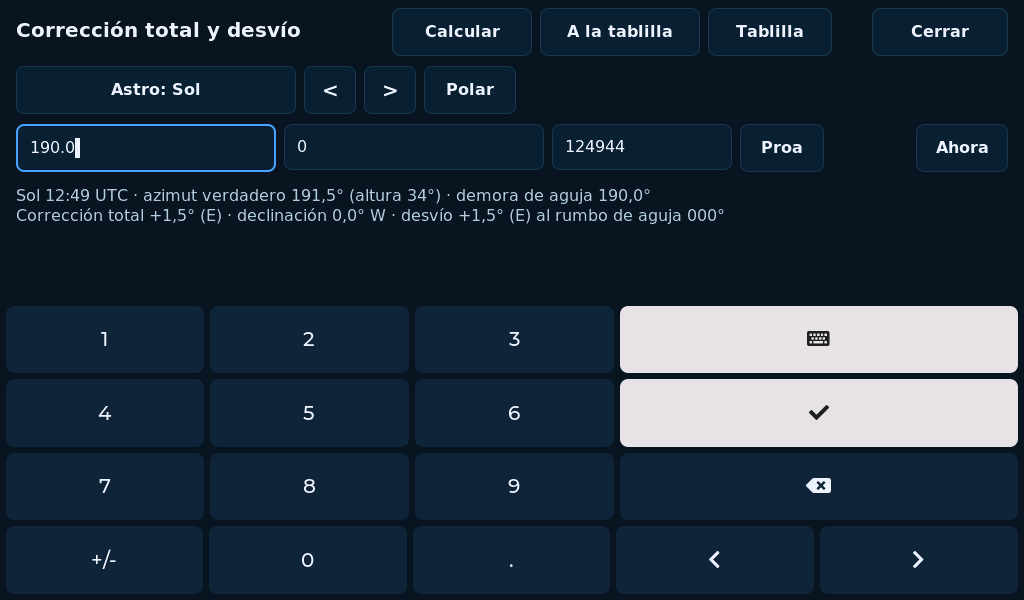 Corrección total y desvío
Calcular
A la tablilla
Tablilla
Cerrar
Astro: Sol
<
>
Polar
190.0
0
124944
Proa
Ahora
Sol 12:49 UTC · azimut verdadero 191,5° (altura 34°) · demora de aguja 190,0°
Corrección total +1,5° (E) · declinación 0,0° W · desvío +1,5° (E) al rumbo de aguja 000°
1
2
3
4
5
6
7
8
9
+/-
0
.